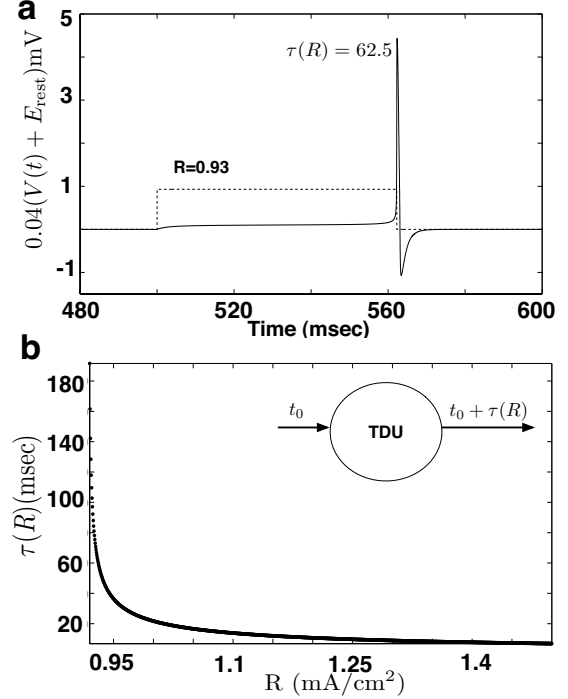 a
5
τ(R) = 62.5
3
R=0.93
1
-1
0.04(V(t) + E_rest)mV
480
520
560
600
Time (msec)
b
180
140
100
60
20
τ(R)(msec)
t_0
TDU
t_0 + τ(R)
0.95
1.1
1.25
1.4
R (mA/cm^2)